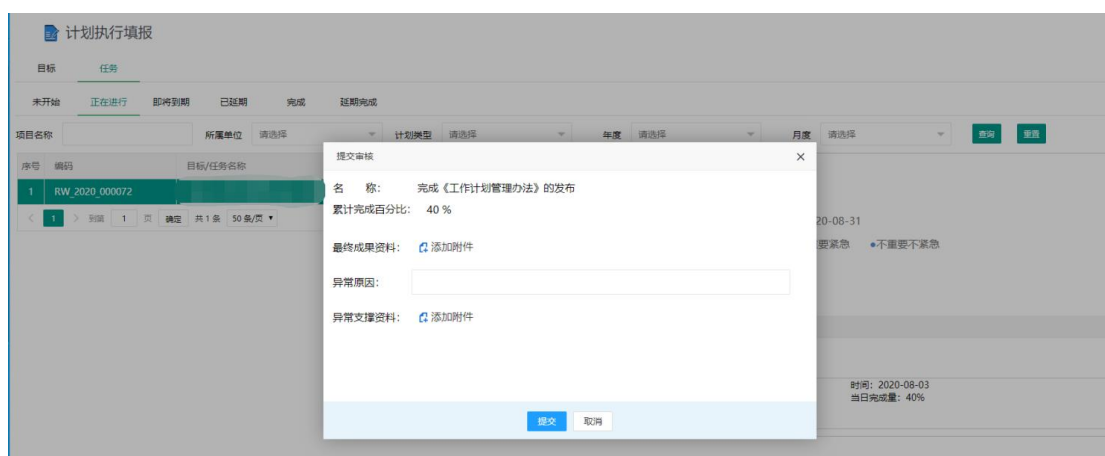 计划执行填报
目标 任务
未开始 正在进行 即将到期 已延期 完成 延期完成
项目名称 所属单位 请选择 计划类型 请选择 年度 请选择 月度 请选择 查询 重置
序号 编码 目标/任务名称
1 RW_2020_000072
1 到第 1 页 确定 共 1 条 50 条/页
提交审核
名 称： 完成《工作计划管理办法》的发布
累计完成百分比： 40 %
最终成果资料： 添加附件
异常原因：
异常支撑资料： 添加附件
提交 取消
20-08-31
要紧急 •不重要不紧急
时间：2020-08-03
当日完成量：40%